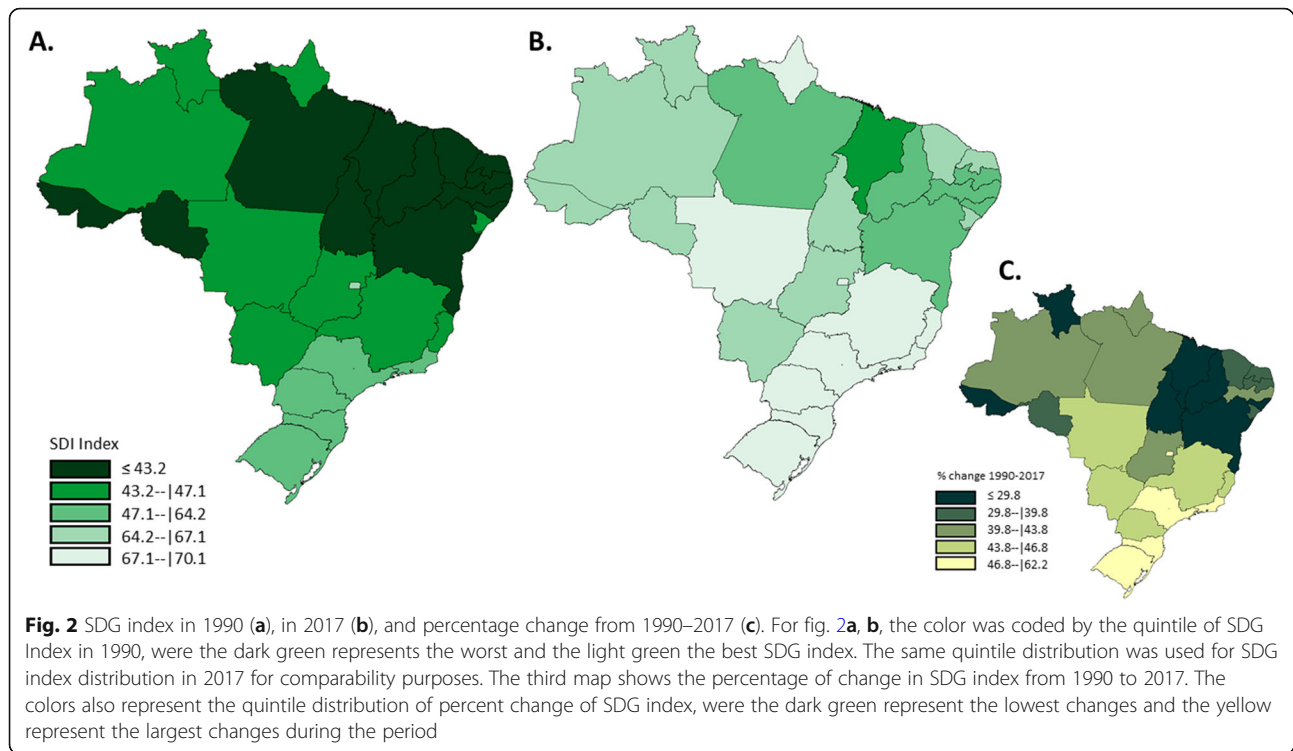 A.
B.
C.
SDI Index
≤ 43.2
43.2--|47.1
47.1--|64.2
64.2--|67.1
67.1--|70.1
% change 1990-2017
≤ 29.8
29.8--|39.8
39.8--|43.8
43.8--|46.8
46.8--|62.2
Fig. 2 SDG index in 1990 (a), in 2017 (b), and percentage change from 1990–2017 (c). For fig. 2a, b, the color was coded by the quintile of SDG
Index in 1990, were the dark green represents the worst and the light green the best SDG index. The same quintile distribution was used for SDG
index distribution in 2017 for comparability purposes. The third map shows the percentage of change in SDG index from 1990 to 2017. The
colors also represent the quintile distribution of percent change of SDG index, were the dark green represent the lowest changes and the yellow
represent the largest changes during the period